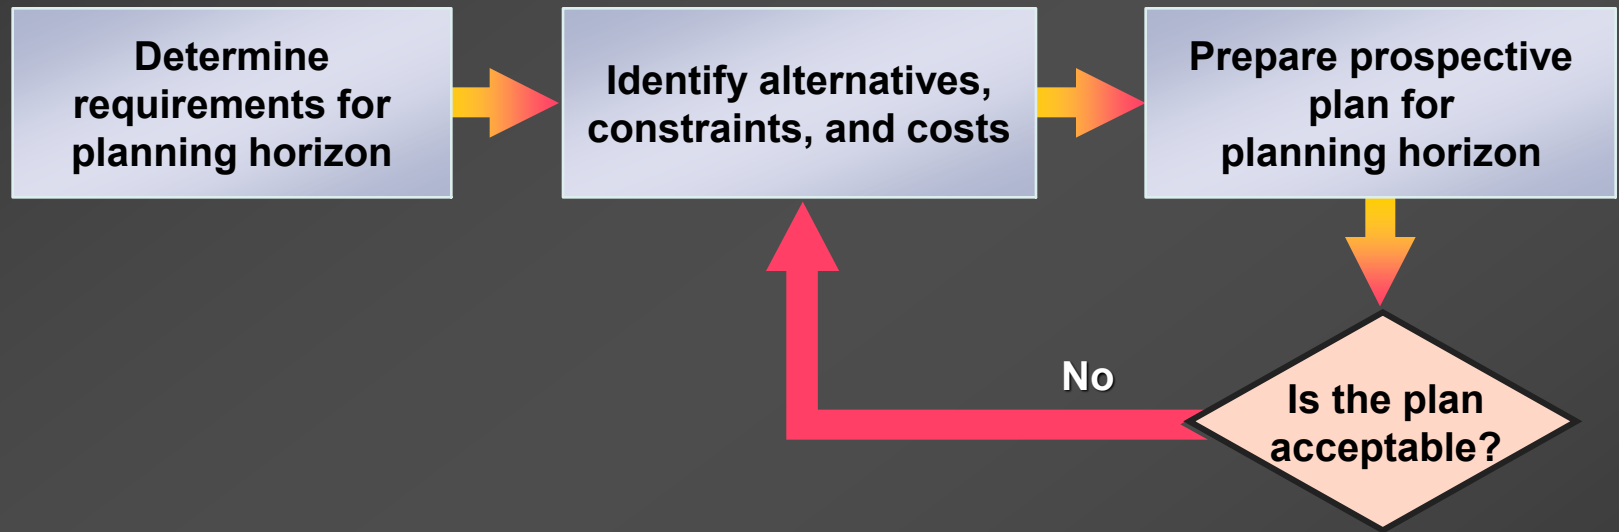 Determine
requirements for
planning horizon
Identify alternatives,
constraints, and costs
Prepare prospective
plan for
planning horizon
No
Is the plan
acceptable?